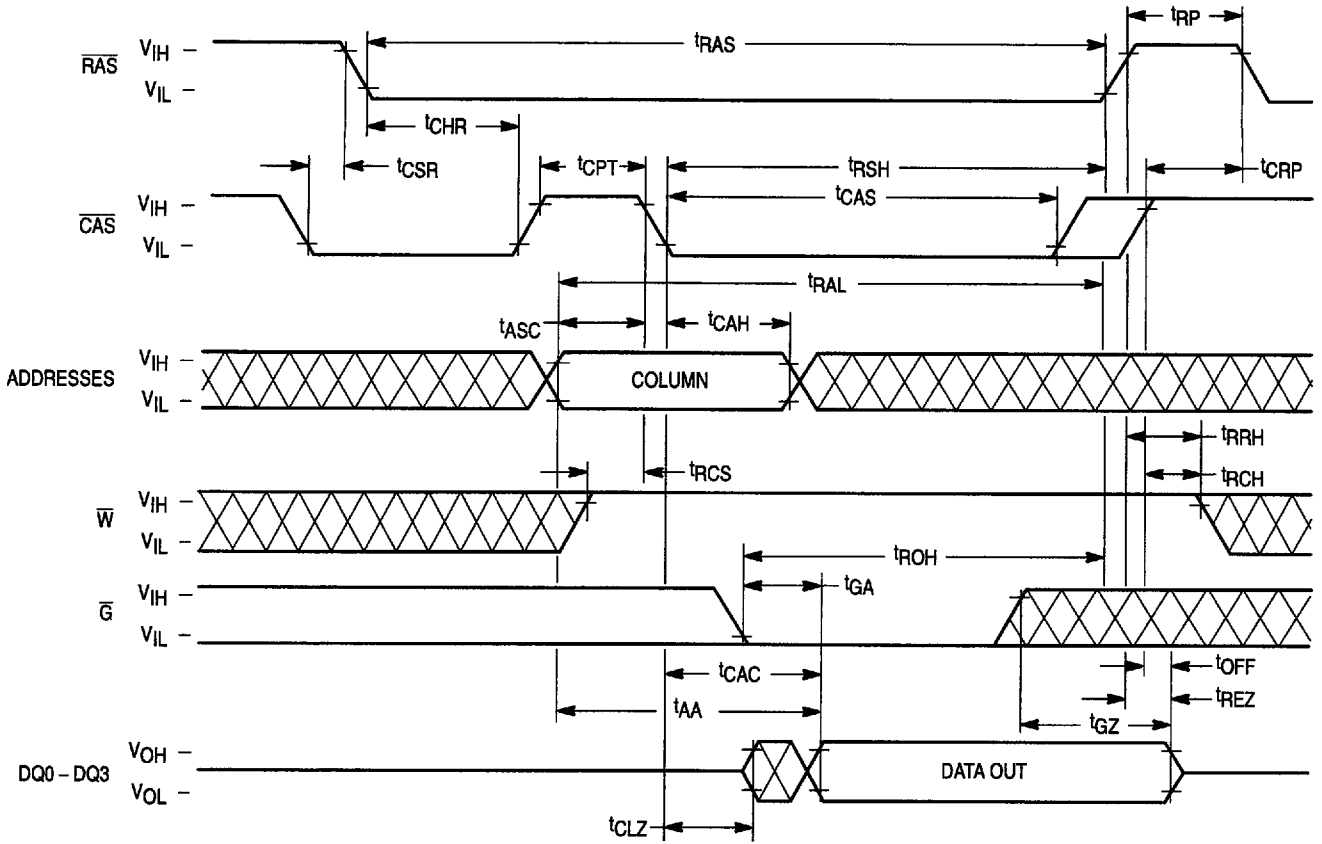 tRP
RAS VIH –
tRAS
VIL –
tCHR
tCSR tCPT tRSH tCRP
CAS VIH –
tCAS
VIL –
tRAL
tASC tCAH
ADDRESSES VIH –
COLUMN
VIL –
tRRH
tRCS tRCH
W VIH –
VIL –
tROH
tGA
G VIH –
VIL –
tCAC tOFF
tAA tREZ
tGZ
DQ0 – DQ3 VOH –
DATA OUT
VOL –
tCLZ